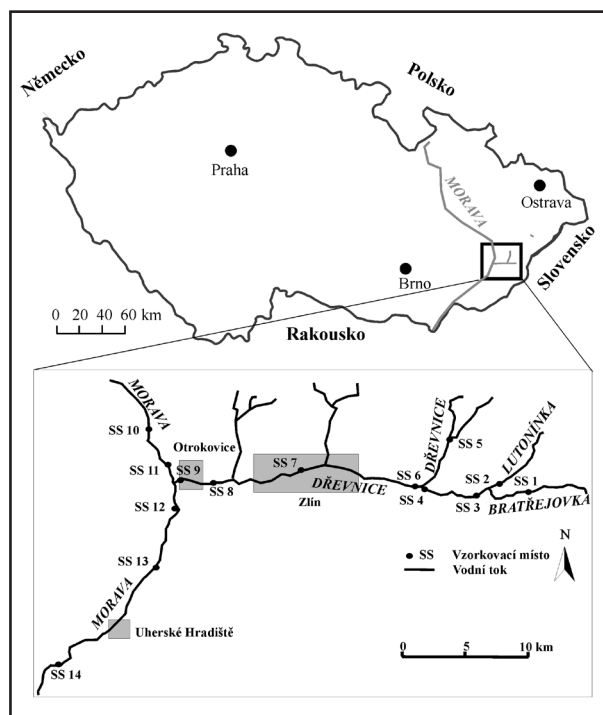 Německo
Polsko
Praha
MORAVA
Ostrava
Slovensko
Brno
0 20 40 60 km
Rakousko
MORAVA
SS 10
Otrokovice
SS 11
SS 9
SS 8
SS 7
Zlín
DŘEVNICE
DŘEVNICE
SS 5
SS 6
SS 4
SS 2
LUTONÍNKA
SS 1
SS 3
BRATŘEJOVKA
SS 12
SS 13
MORAVA
Uherské Hradiště
SS 14
SS Vzorkovací místo
Vodní tok
N
0 5 10 km